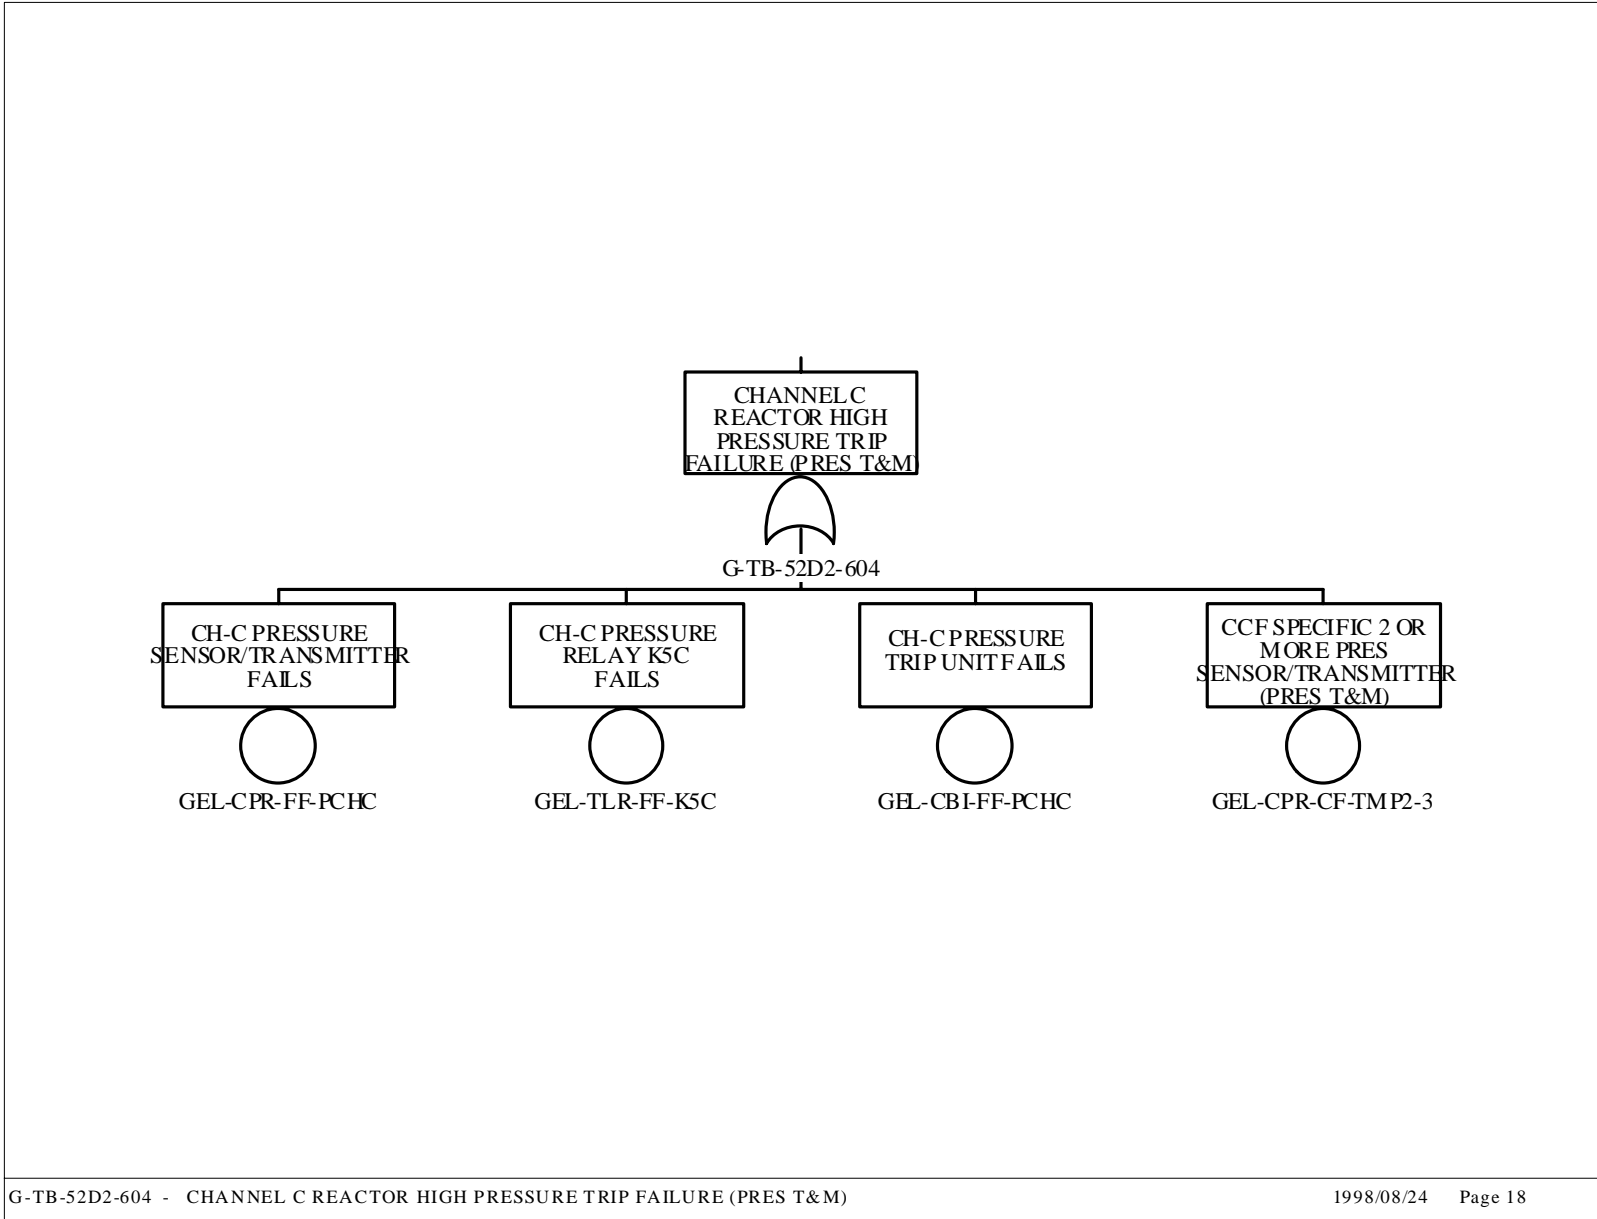 CHANNEL C
REACTOR HIGH
PRESSURE TRIP
FAILURE (PRES T&M)
G-TB-52D2-604
CH-C PRESSURE
SENSOR/TRANSMITTER
FAILS
GEL-CPR-FF-PCHC
CH-C PRESSURE
RELAY K5C
FAILS
GEL-TLR-FF-K5C
CH-C PRESSURE
TRIP UNIT FAILS
GEL-CBI-FF-PCHC
CCF SPECIFIC 2 OR
MORE PRES
SENSOR/TRANSMITTER
(PRES T&M)
GEL-CPR-CF-TMP2-3
G-TB-52D2-604 - CHANNEL C REACTOR HIGH PRESSURE TRIP FAILURE (PRES T&M)
1998/08/24 Page 18